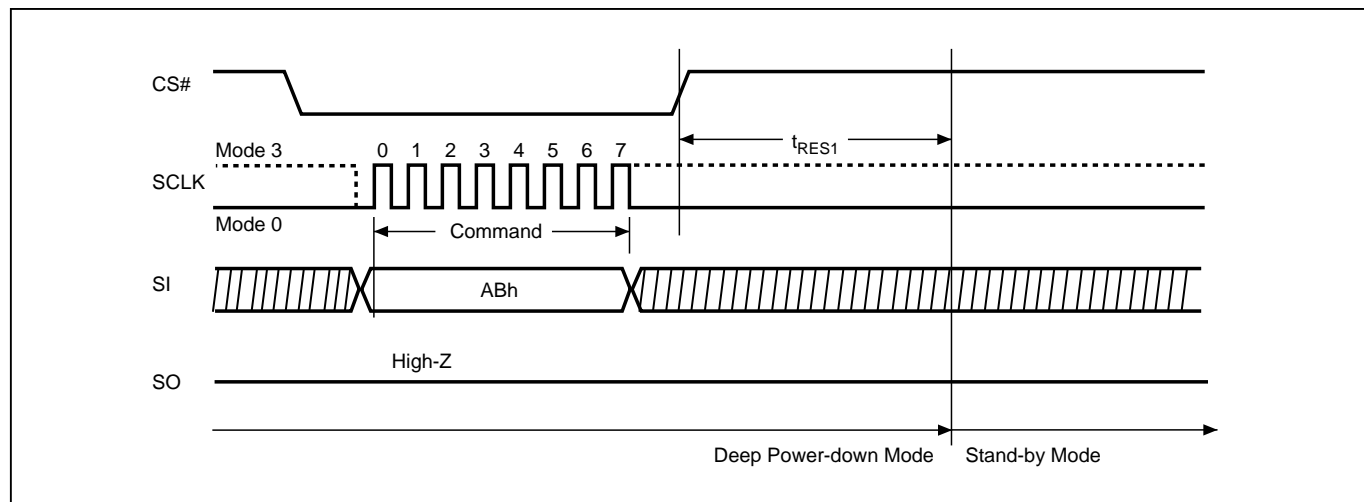 CS#
tRES1
Mode 3
0 1 2 3 4 5 6 7
SCLK
Mode 0
Command
SI
ABh
High-Z
SO
Deep Power-down Mode
Stand-by Mode